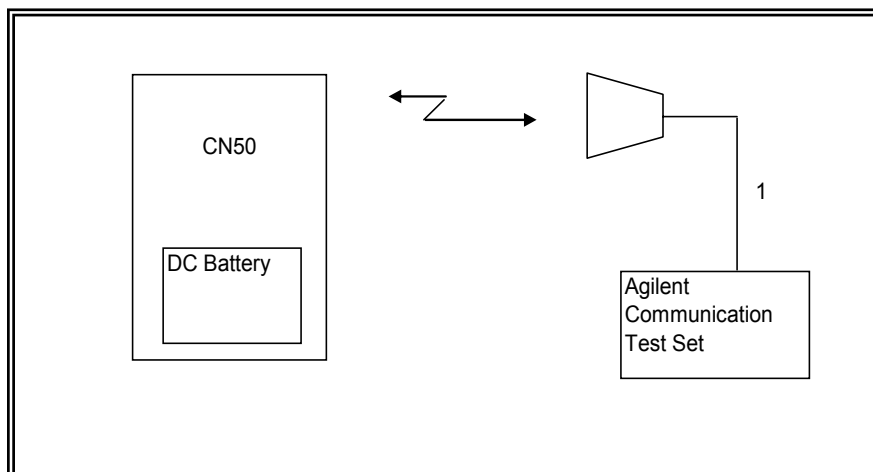 CN50
DC Battery
1
Agilent
Communication
Test Set